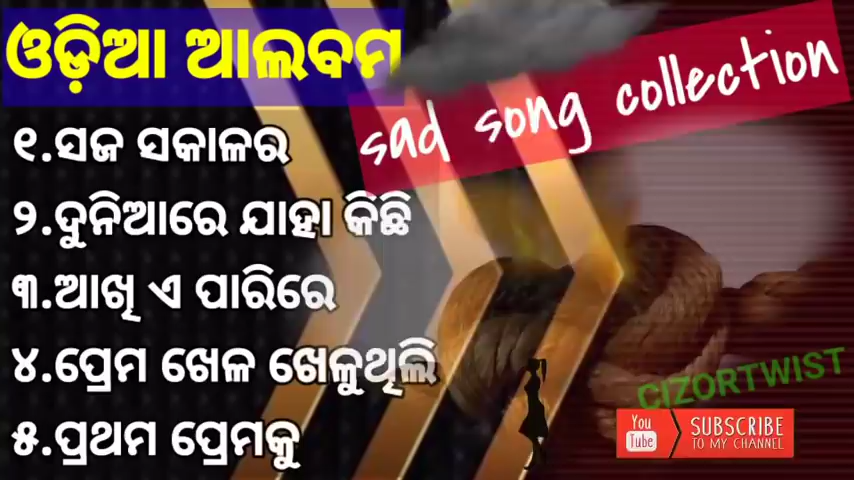 ଓଡ଼ିଆ ଆଲବମ
sad song collection
୧.ସଜ ସକାଳର
୨.ଦୁନିଆରେ ଯାହା କିଛି
୩.ଆଖି ଏ ପାରିରେ
୪.ପ୍ରେମ ଖେଳ ଖେଳୁଥିଲି
୫.ପ୍ରଥମ ପ୍ରେମକୁ
CIZORTWIST
You Tube
SUBSCRIBE
TO MY CHANNEL